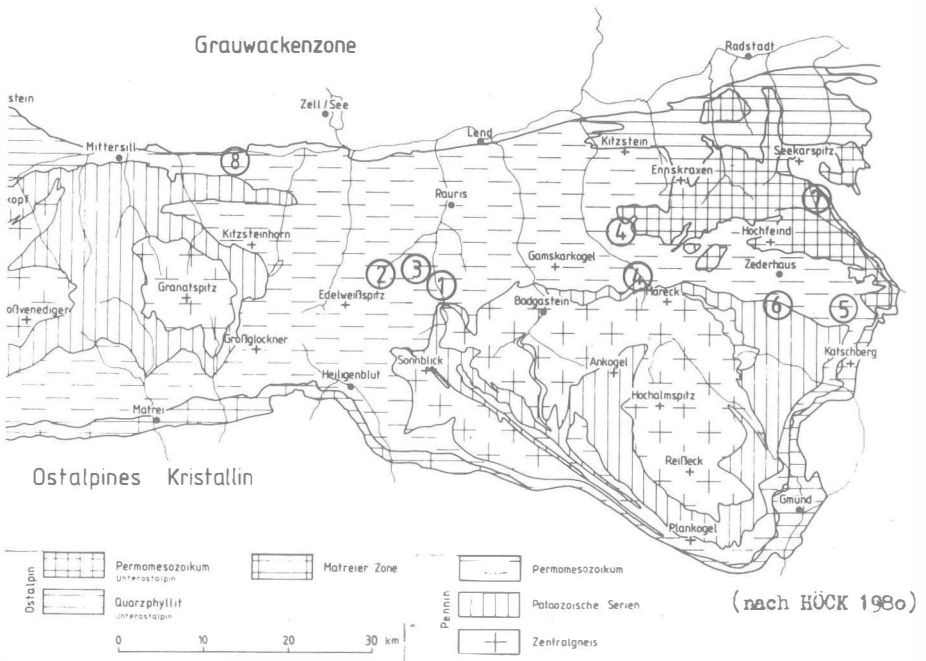 Grauwackenzone
Radstadt
stein
Zell/See
Mittersill
8
Lend
Kitzstein
Seekarspitz
Ennskraxen
kopf
Rauris
7
Kitzsteinhorn
4
Hochfeind
Gamskarkogel
Zederhaus
2
3
1
4
Granatspitz
Edelweißspitz
Badgastein
Mareck
6
5
oßvenediger
Großglockner
Katschberg
Sonnblick
Ankogel
Heiligenblut
Hochalmspitz
Matrei
Reißeck
Gmünd
Ostalpines Kristallin
Plankogel
Ostalpin
Permomesozoikum
Unterostalpin
Matreier Zone
Quarzphyllit
Unterostalpin
0 10 20 30 km
Pennin
Permomesozoikum
Paläozoische Serien
Zentralgneis
(nach HÖCK 1980)